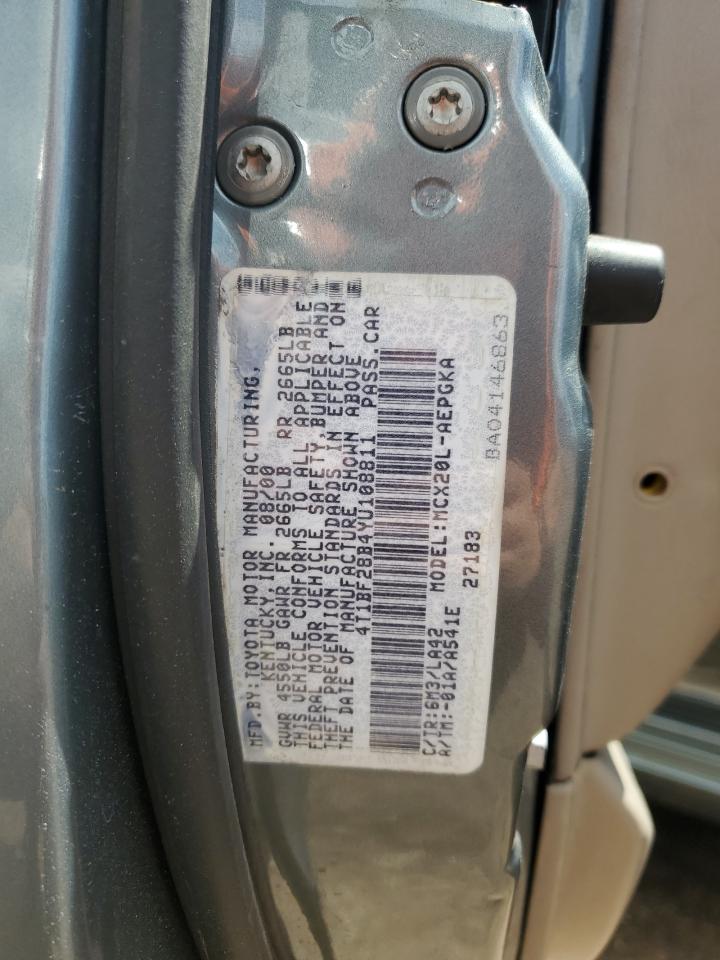 MFD.BY:TOYOTA MOTOR MANUFACTURING,
KENTUCKY,INC. 08/00
GVWR 4550LB GAWR FR 2665LB RR 2665LB
THIS VEHICLE CONFORMS TO ALL APPLICABLE
FEDERAL MOTOR VEHICLE SAFETY,BUMPER AND
THEFT PREVENTION STANDARDS IN EFFECT ON
THE DATE OF MANUFACTURE SHOWN ABOVE
4T1BF28B4YU108811 PASS.CAR
C/TR:6M3/LA42 MODEL:MCX20L-AEPGKA
A/TM:-01A/A541E 27183
BA04146863